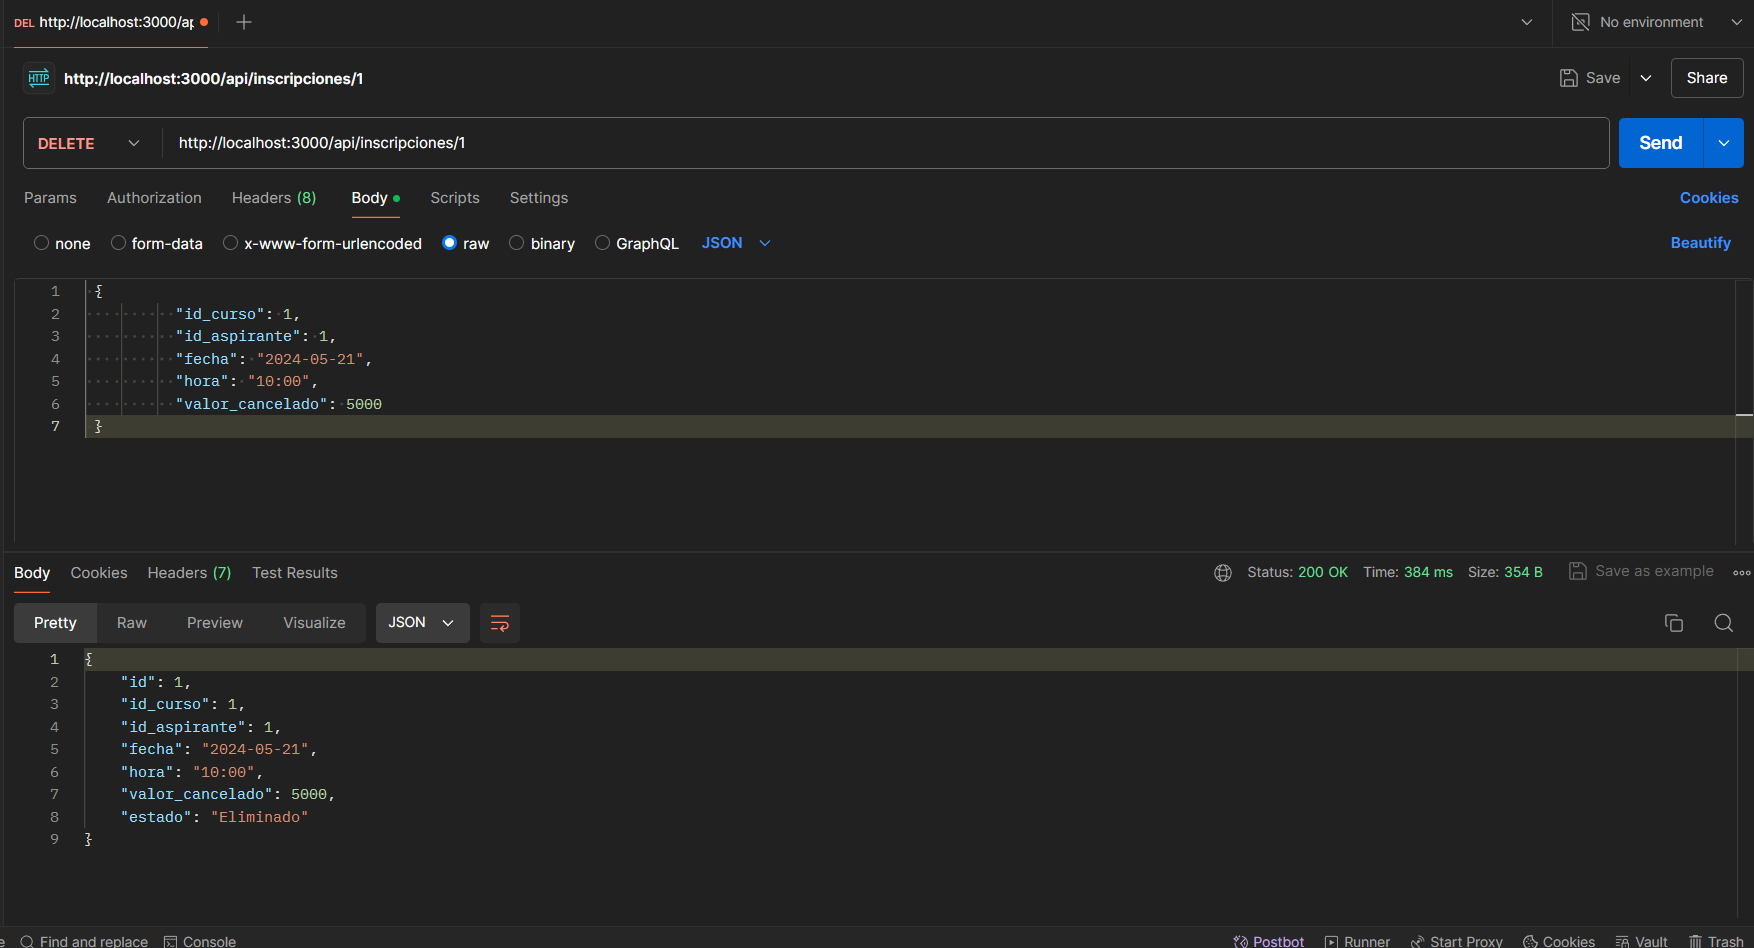 DEL http://localhost:3000/ap
No environment
HTTP http://localhost:3000/api/inscripciones/1
Save
Share
DELETE
http://localhost:3000/api/inscripciones/1
Send
Params Authorization Headers (8) Body Scripts Settings
Cookies
none form-data x-www-form-urlencoded raw binary GraphQL JSON
Beautify
1 {
2 "id_curso": 1,
3 "id_aspirante": 1,
4 "fecha": "2024-05-21",
5 "hora": "10:00",
6 "valor_cancelado": 5000
7 }
Body Cookies Headers (7) Test Results
Status: 200 OK Time: 384 ms Size: 354 B Save as example
Pretty Raw Preview Visualize JSON
1 {
2 "id": 1,
3 "id_curso": 1,
4 "id_aspirante": 1,
5 "fecha": "2024-05-21",
6 "hora": "10:00",
7 "valor_cancelado": 5000,
8 "estado": "Eliminado"
9 }
e Find and replace Console
Postbot Runner Start Proxy Cookies Vault Trash